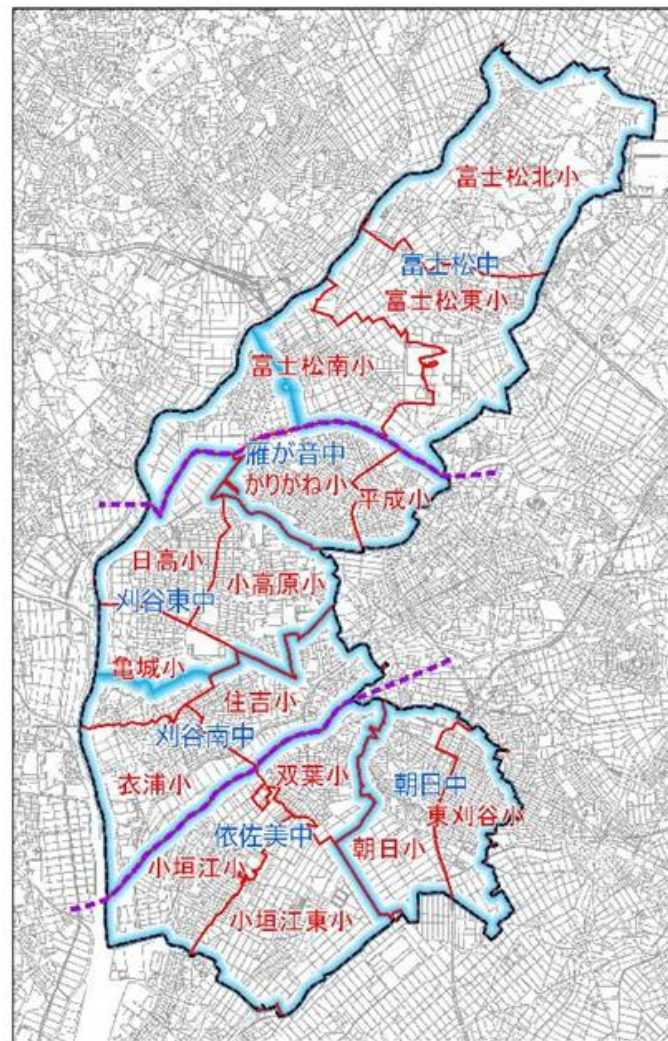 富士松北小
富士松中
富士松東小
富士松南小
雁が音中
かりがね小
平成小
日高小
小高原小
刈谷東中
亀城小
住吉小
刈谷南中
衣浦小
双葉小
朝日中
東刈谷小
依佐美中
朝日小
小垣江小
小垣江東小